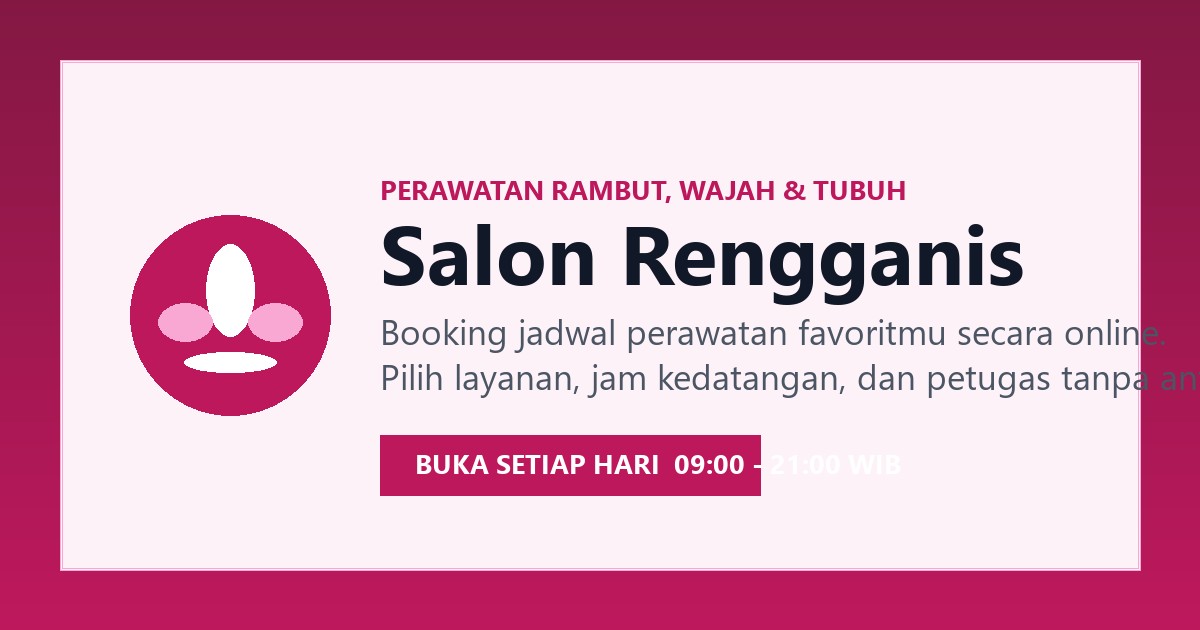 PERAWATAN RAMBUT, WAJAH & TUBUH
Salon Rengganis
Booking jadwal perawatan favoritmu secara online.
Pilih layanan, jam kedatangan, dan petugas tanpa
BUKA SETIAP HARI 09:00 - 21:00 WIB